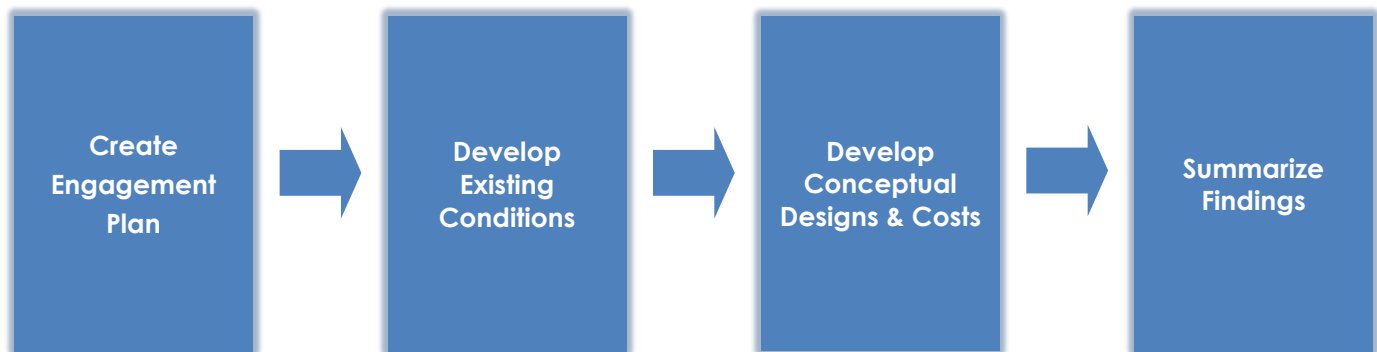 Create
Engagement
Plan
Develop
Existing
Conditions
Develop
Conceptual
Designs & Costs
Summarize
Findings